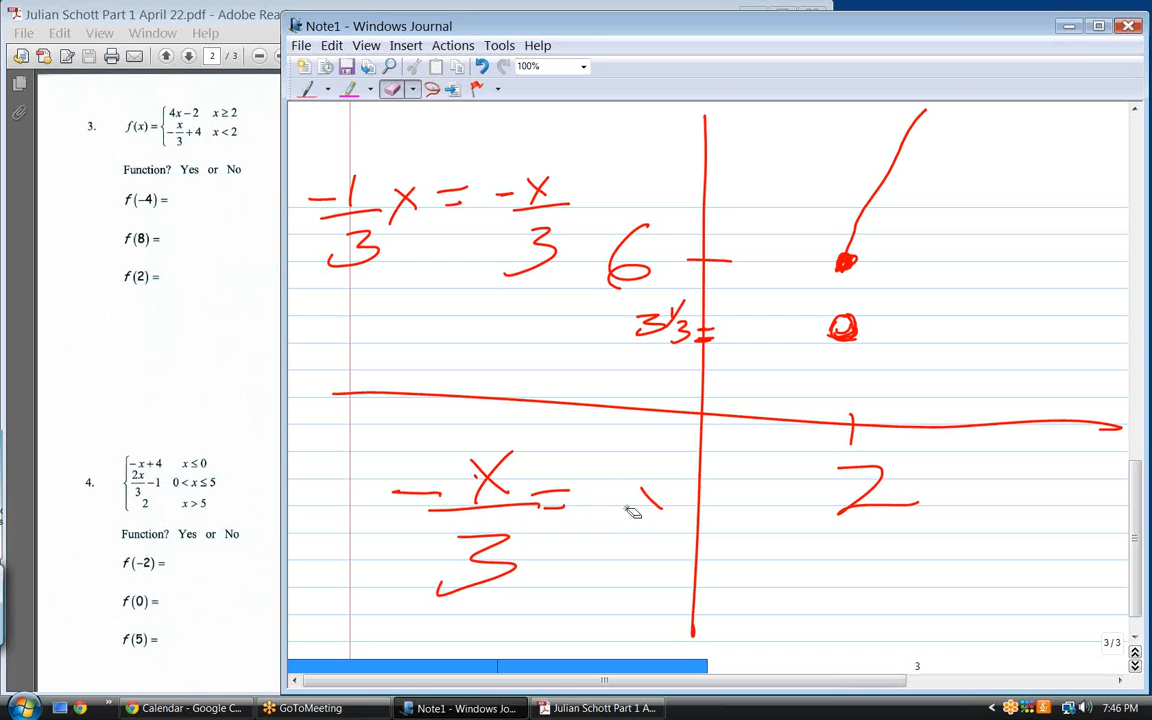 Julian Schott Part 1 April 22.pdf - Adobe Rea
File Edit View Window Help
2 / 3
3. f(x) = { 4x − 2 x ≥ 2
−x/3 + 4 x < 2
Function? Yes or No
f(−4) =
f(8) =
f(2) =
4. { −x + 4 x ≤ 0
2x/3 − 1 0 < x ≤ 5
2 x > 5
f(−2) =
f(0) =
f(5) =
Note1 - Windows Journal
File Edit View Insert Actions Tools Help
100%
-1/3 x = -x/3
6
3 1/3
- x/3 =
2
3/3
3
Calendar - Google C...
GoToMeeting
Note1 - Windows Jo...
Julian Schott Part 1 A...
7:46 PM